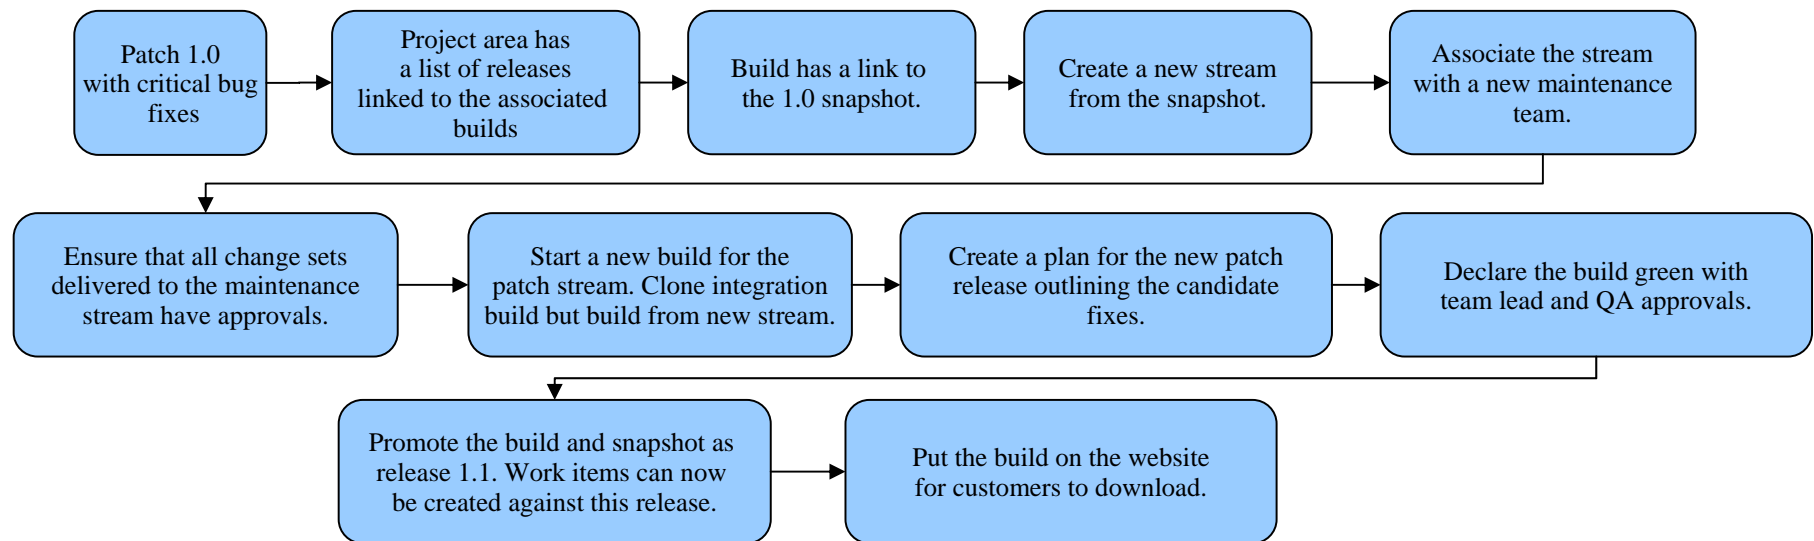 Patch 1.0
with critical bug
fixes
Project area has
a list of releases
linked to the associated
builds
Build has a link to
the 1.0 snapshot.
Create a new stream
from the snapshot.
Associate the stream
with a new maintenance
team.
Ensure that all change sets
delivered to the maintenance
stream have approvals.
Start a new build for the
patch stream. Clone integration
build but build from new stream.
Create a plan for the new patch
release outlining the candidate
fixes.
Declare the build green with
team lead and QA approvals.
Promote the build and snapshot as
release 1.1. Work items can now
be created against this release.
Put the build on the website
for customers to download.